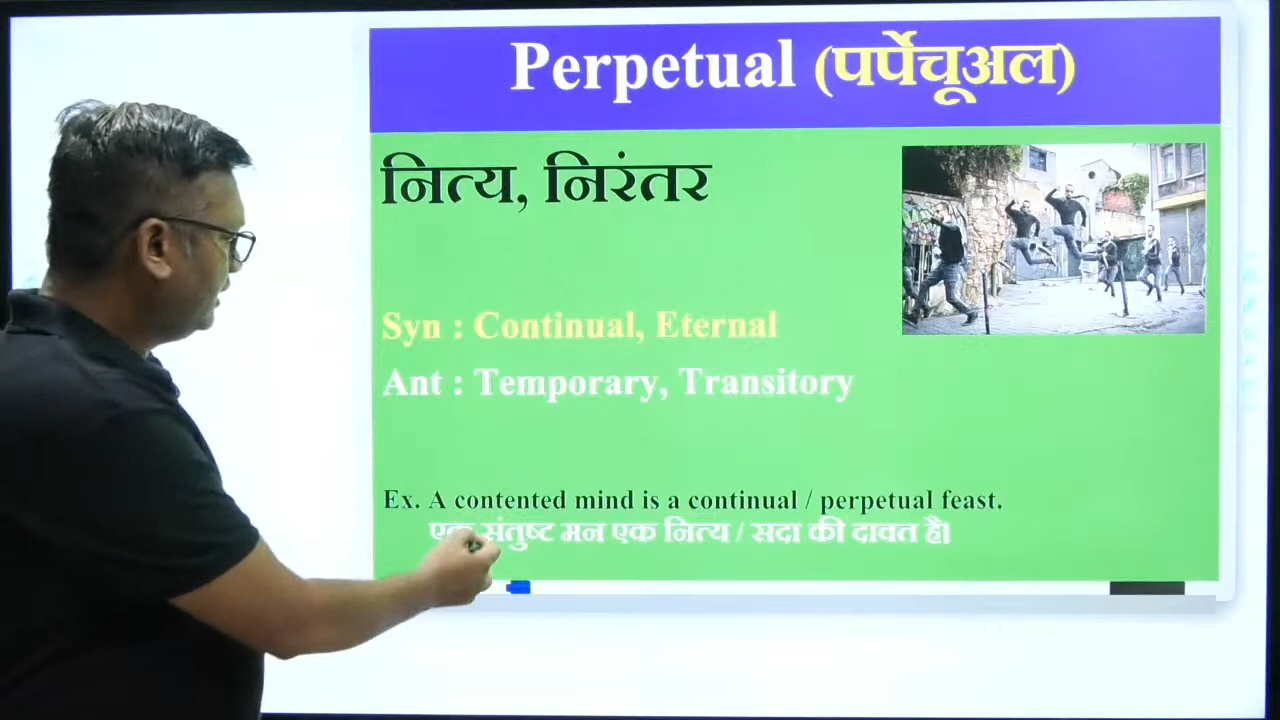 Perpetual (पर्पेचूअल)
नित्य, निरंतर
Syn : Continual, Eternal
Ant : Temporary, Transitory
Ex. A contented mind is a continual / perpetual feast.
एक संतुष्ट मन एक नित्य / सदा की दावत है।